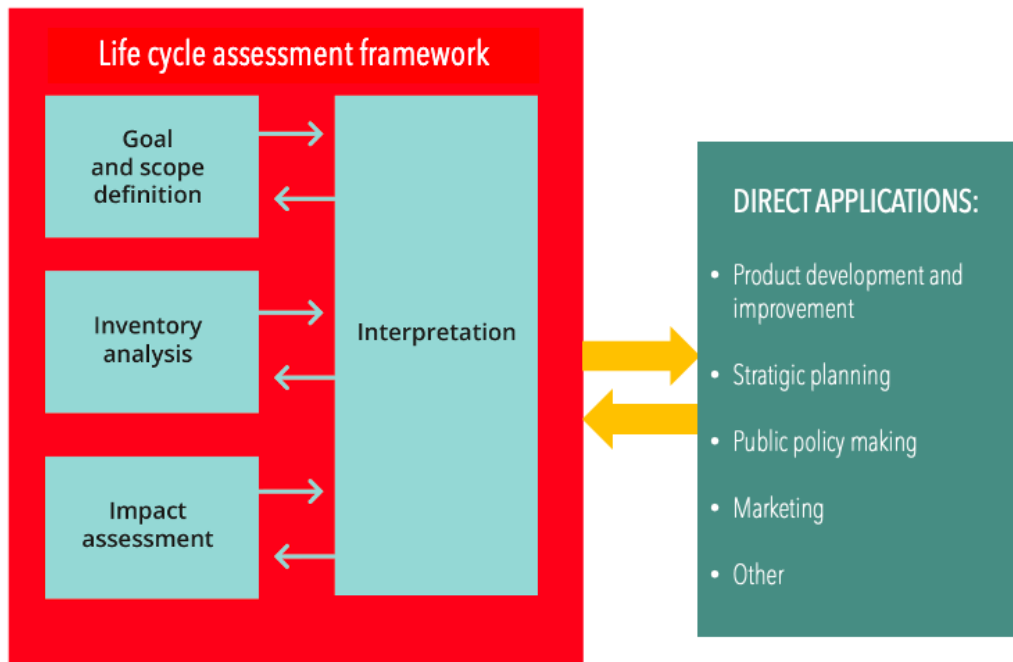 Life cycle assessment framework
Goal
and scope
definition
Inventory
analysis
Impact
assessment
Interpretation
DIRECT APPLICATIONS:
• Product development and
improvement
• Stratigic planning
• Public policy making
• Marketing
• Other